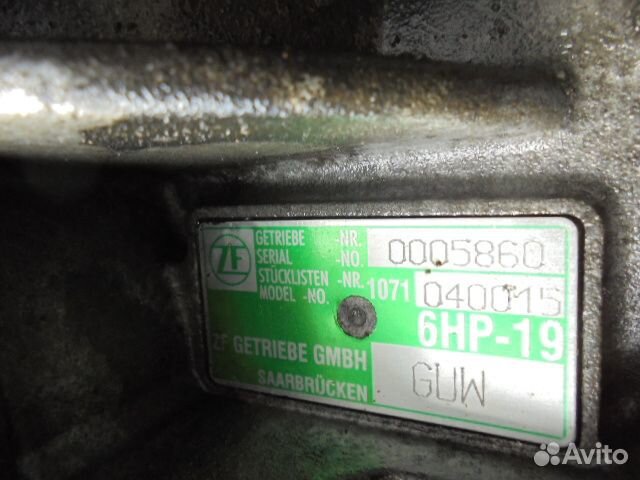 ZF
GETRIEBE -NR.
SERIAL -NO. 0005860
STÜCKLISTEN -NR.
MODEL -NO. 1071 040015
6HP-19
ZF GETRIEBE GMBH
SAARBRÜCKEN
GUW
Avito